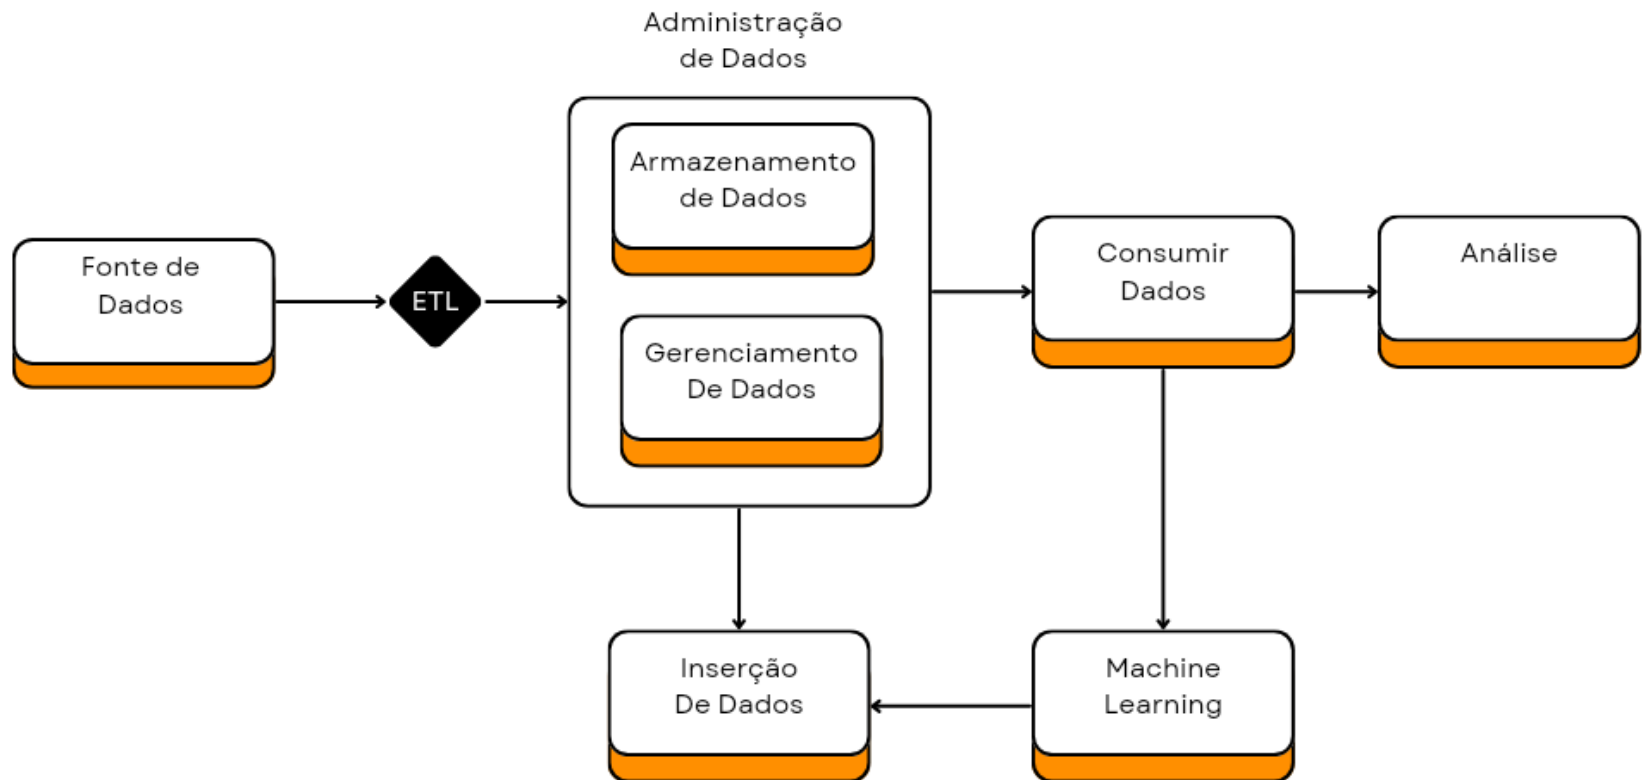 Administração
de Dados
Armazenamento
de Dados
Fonte de
Dados
ETL
Gerenciamento
De Dados
Consumir
Dados
Análise
Inserção
De Dados
Machine
Learning